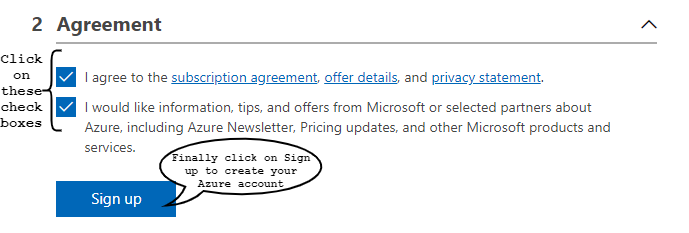 2 Agreement
Click
on
these
check
boxes
I agree to the subscription agreement, offer details, and privacy statement.
I would like information, tips, and offers from Microsoft or selected partners about
Azure, including Azure Newsletter, Pricing updates, and other Microsoft products and
services.
Finally click on Sign
up to create your
Azure account
Sign up